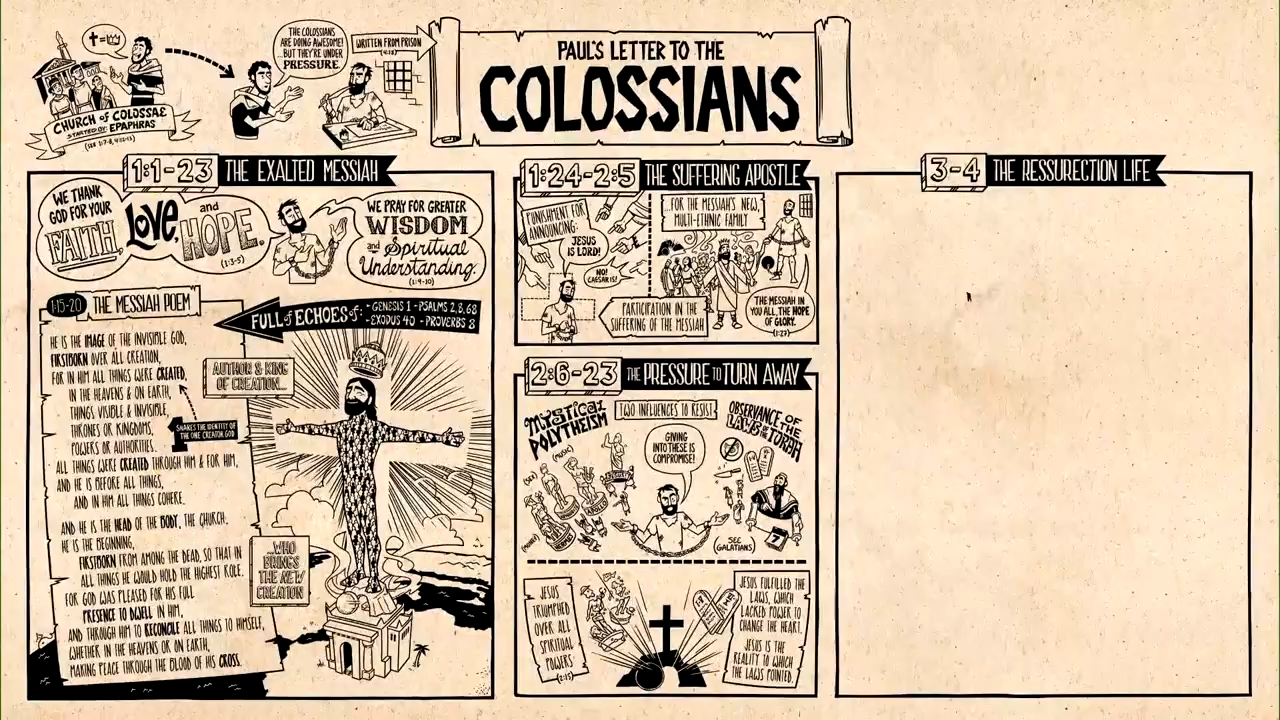 ✝=
GOD
CHURCH of COLOSSAE
STARTED BY: EPAPHRAS
(SEE 1:7-8, 4:12-13)
THE COLOSSIANS
ARE DOING AWESOME!
...BUT THEY'RE UNDER
PRESSURE.
WRITTEN FROM PRISON
(4:18)
PAUL'S LETTER TO THE
COLOSSIANS
1:1-23 THE EXALTED MESSIAH
WE THANK
GOD FOR YOUR
FAITH,
LOVE,
and
HOPE.
(1:3-5)
WE PRAY FOR GREATER
WISDOM
and Spiritual
Understanding.
(1:9-10)
1:15-20 THE MESSIAH POEM
HE IS THE IMAGE OF THE INVISIBLE GOD,
FIRSTBORN OVER ALL CREATION,
FOR IN HIM ALL THINGS WERE CREATED,
IN THE HEAVENS & ON EARTH,
THINGS VISIBLE & INVISIBLE,
THRONES OR KINGDOMS,
POWERS OR AUTHORITIES.
ALL THINGS WERE CREATED THROUGH HIM & FOR HIM,
AND HE IS BEFORE ALL THINGS,
AND IN HIM ALL THINGS COHERE.
AND HE IS THE HEAD OF THE BODY, THE CHURCH.
HE IS THE BEGINNING,
FIRSTBORN FROM AMONG THE DEAD, SO THAT IN
ALL THINGS HE WOULD HOLD THE HIGHEST ROLE.
FOR GOD WAS PLEASED FOR HIS FULL
PRESENCE TO DWELL IN HIM,
AND THROUGH HIM TO RECONCILE ALL THINGS TO HIMSELF,
WHETHER IN THE HEAVENS OR ON EARTH,
MAKING PEACE THROUGH THE BLOOD OF HIS CROSS.
SHARES THE IDENTITY OF
THE ONE CREATOR GOD
FULL of ECHOES of: - GENESIS 1 - PSALMS 2, 8, 68
- EXODUS 40 - PROVERBS 8
AUTHOR & KING
OF CREATION...
...WHO
BRINGS
THE NEW
CREATION
1:24-2:5 THE SUFFERING APOSTLE
PUNISHMENT FOR
ANNOUNCING:
JESUS
IS LORD!
NO!
CAESAR IS!
...FOR THE MESSIAH'S NEW,
MULTI-ETHNIC FAMILY
PARTICIPATION IN THE
SUFFERING OF THE MESSIAH
THE MESSIAH IN
YOU ALL, THE HOPE
OF GLORY.
(1:27)
2:6-23 THE PRESSURE TO TURN AWAY
MYSTICAL
POLYTHEISM
TWO INFLUENCES TO RESIST
OBSERVANCE OF
THE LAWS OF THE TORAH
GIVING
INTO THESE IS
COMPROMISE!
(MUSIC)
(SEX)
(MONEY)
7
(SEE
GALATIANS)
JESUS
TRIUMPHED
OVER ALL
SPIRITUAL
POWERS
(2:15)
JESUS FULFILLED THE
LAWS, WHICH
LACKED POWER TO
CHANGE THE HEART.
JESUS IS THE
REALITY TO WHICH
THE LAWS POINTED.
3-4 THE RESSURECTION LIFE